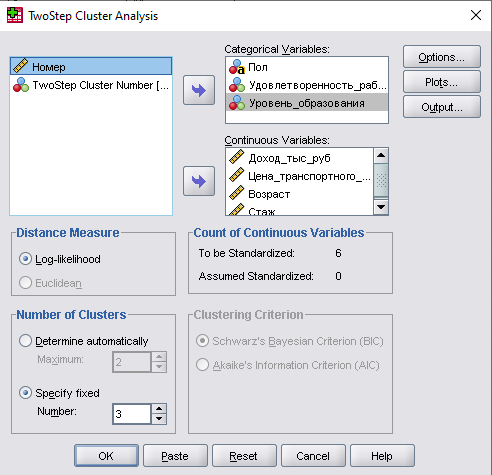 TwoStep Cluster Analysis
Номер
TwoStep Cluster Number [...
Categorical Variables:
Пол
Удовлетворенность_раб...
Уровень_образования
Continuous Variables:
Доход_тыс_руб
Цена_транспортного_...
Возраст
Стаж
Options...
Plots...
Output...
Distance Measure
Log-likelihood
Euclidean
Count of Continuous Variables
To be Standardized: 6
Assumed Standardized: 0
Number of Clusters
Determine automatically
Maximum: 2
Specify fixed
Number: 3
Clustering Criterion
Schwarz's Bayesian Criterion (BIC)
Akaike's Information Criterion (AIC)
OK Paste Reset Cancel Help